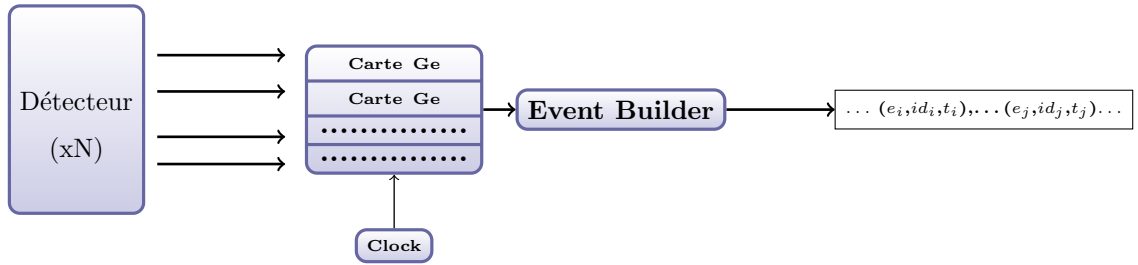 Détecteur
(xN)
Carte Ge
Carte Ge
...............
...............
Clock
Event Builder
... (e_i,id_i,t_i),...(e_j,id_j,t_j)...